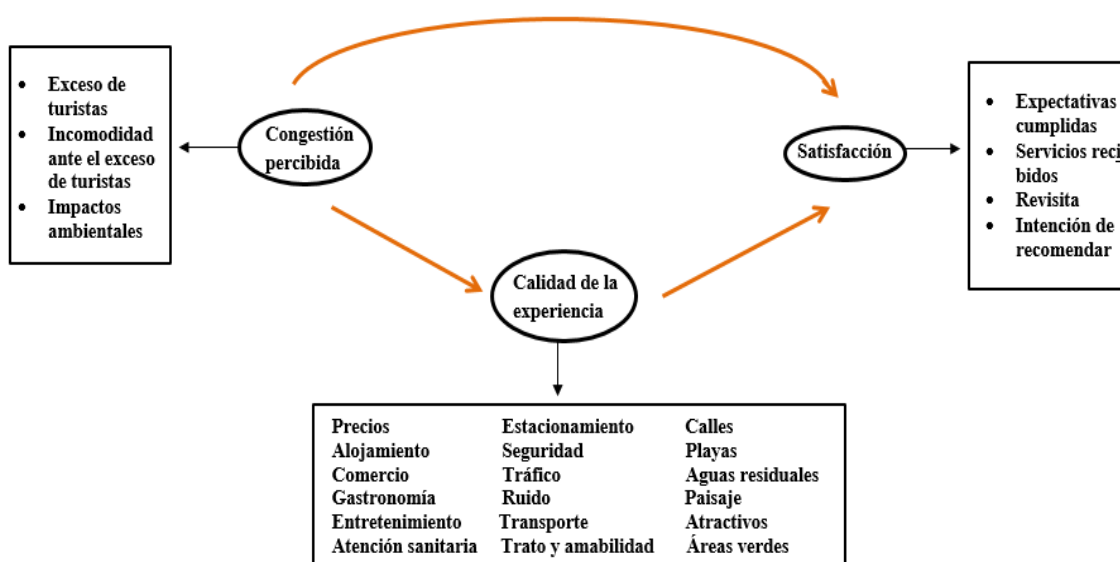 Exceso de
turistas
Incomodidad
ante el exceso
de turistas
Impactos
ambientales
Congestión
percibida
Satisfacción
Expectativas
cumplidas
Servicios reci
bidos
Revisita
Intención de
recomendar
Calidad de la
experiencia
Precios Estacionamiento Calles
Alojamiento Seguridad Playas
Comercio Tráfico Aguas residuales
Gastronomía Ruido Paisaje
Entretenimiento Transporte Atractivos
Atención sanitaria Trato y amabilidad Áreas verdes